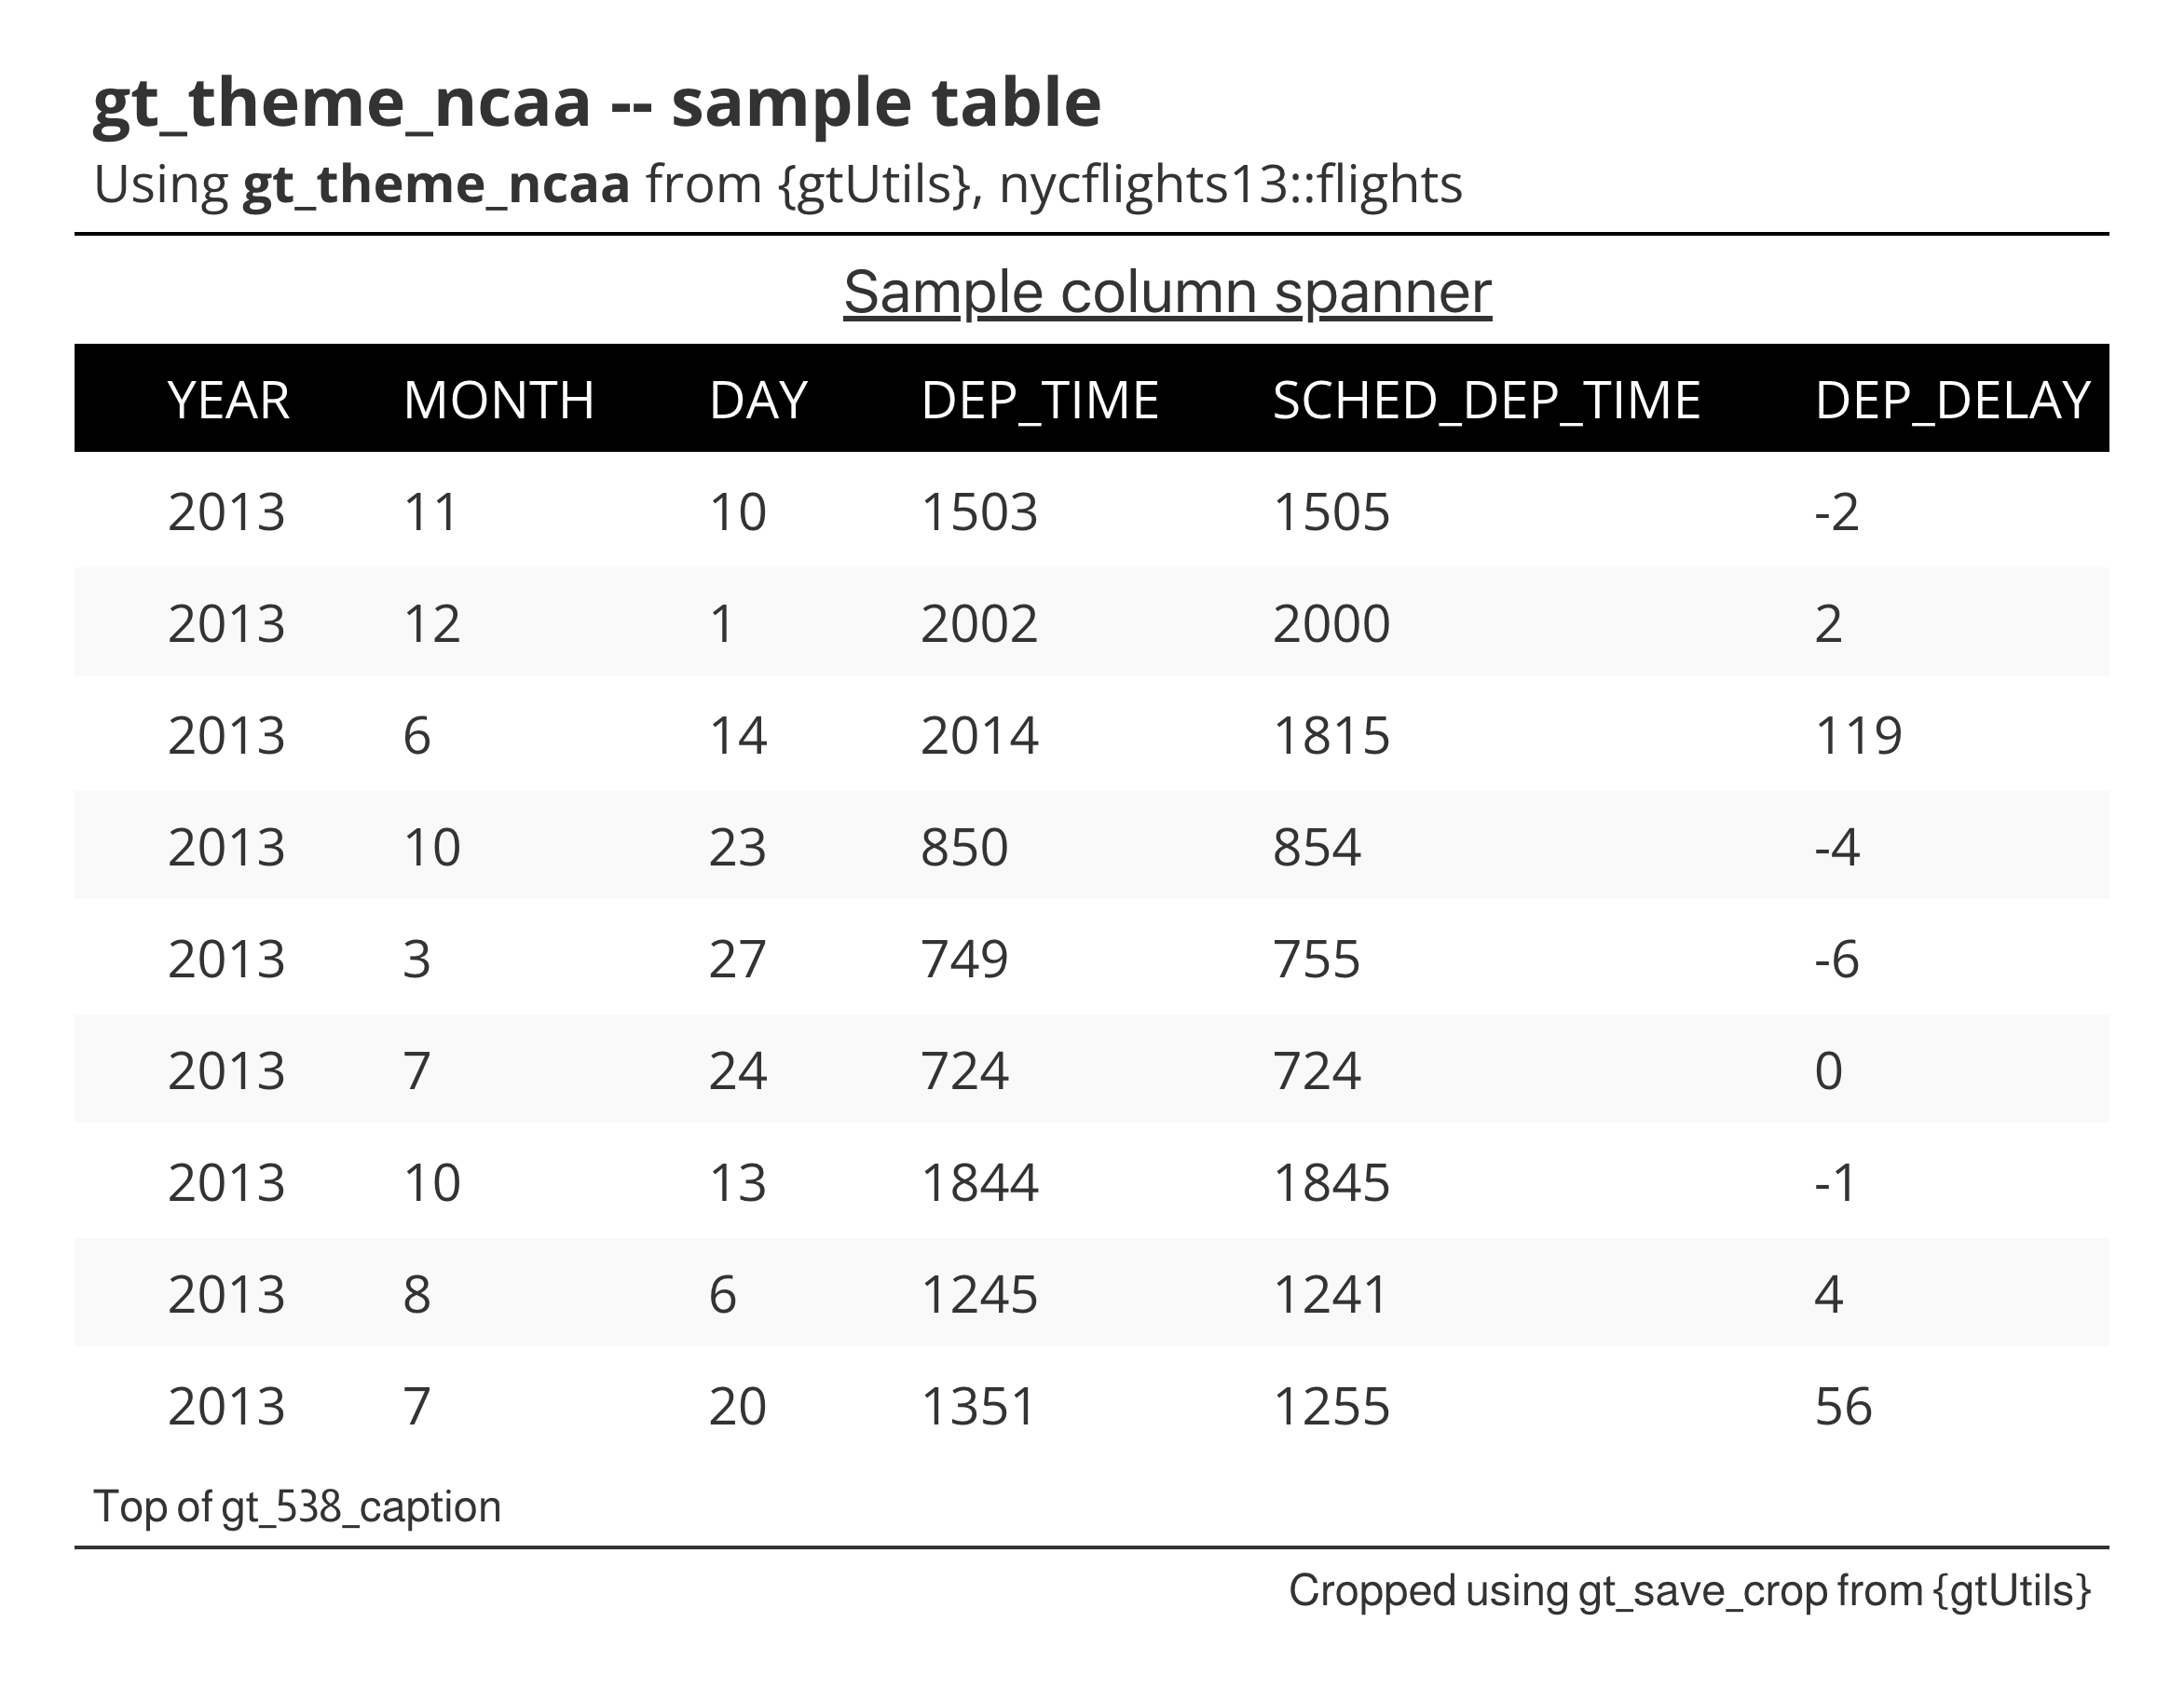 gt_theme_ncaa -- sample table
Using gt_theme_ncaa from {gtUtils}, nycflights13::flights
Sample column spanner
YEAR MONTH DAY DEP_TIME SCHED_DEP_TIME DEP_DELAY
2013 11 10 1503 1505 -2
2013 12 1 2002 2000 2
2013 6 14 2014 1815 119
2013 10 23 850 854 -4
2013 3 27 749 755 -6
2013 7 24 724 724 0
2013 10 13 1844 1845 -1
2013 8 6 1245 1241 4
2013 7 20 1351 1255 56
Top of gt_538_caption
Cropped using gt_save_crop from {gtUtils}